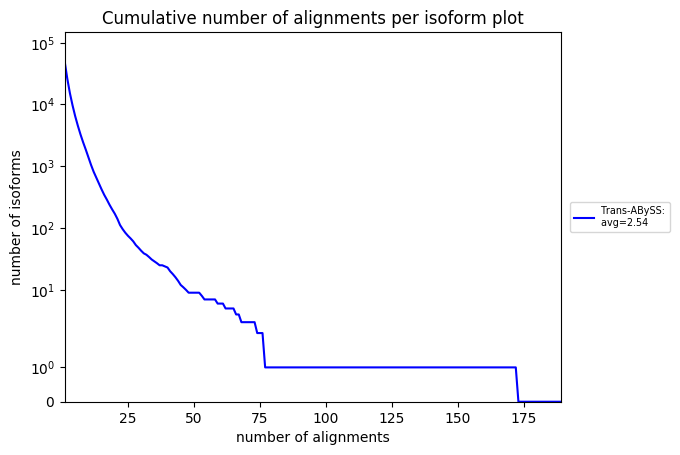 Cumulative number of alignments per isoform plot
10^5
10^4
10^3
10^2
10^1
10^0
0
number of isoforms
25 50 75 100 125 150 175
number of alignments
Trans-ABySS:
avg=2.54